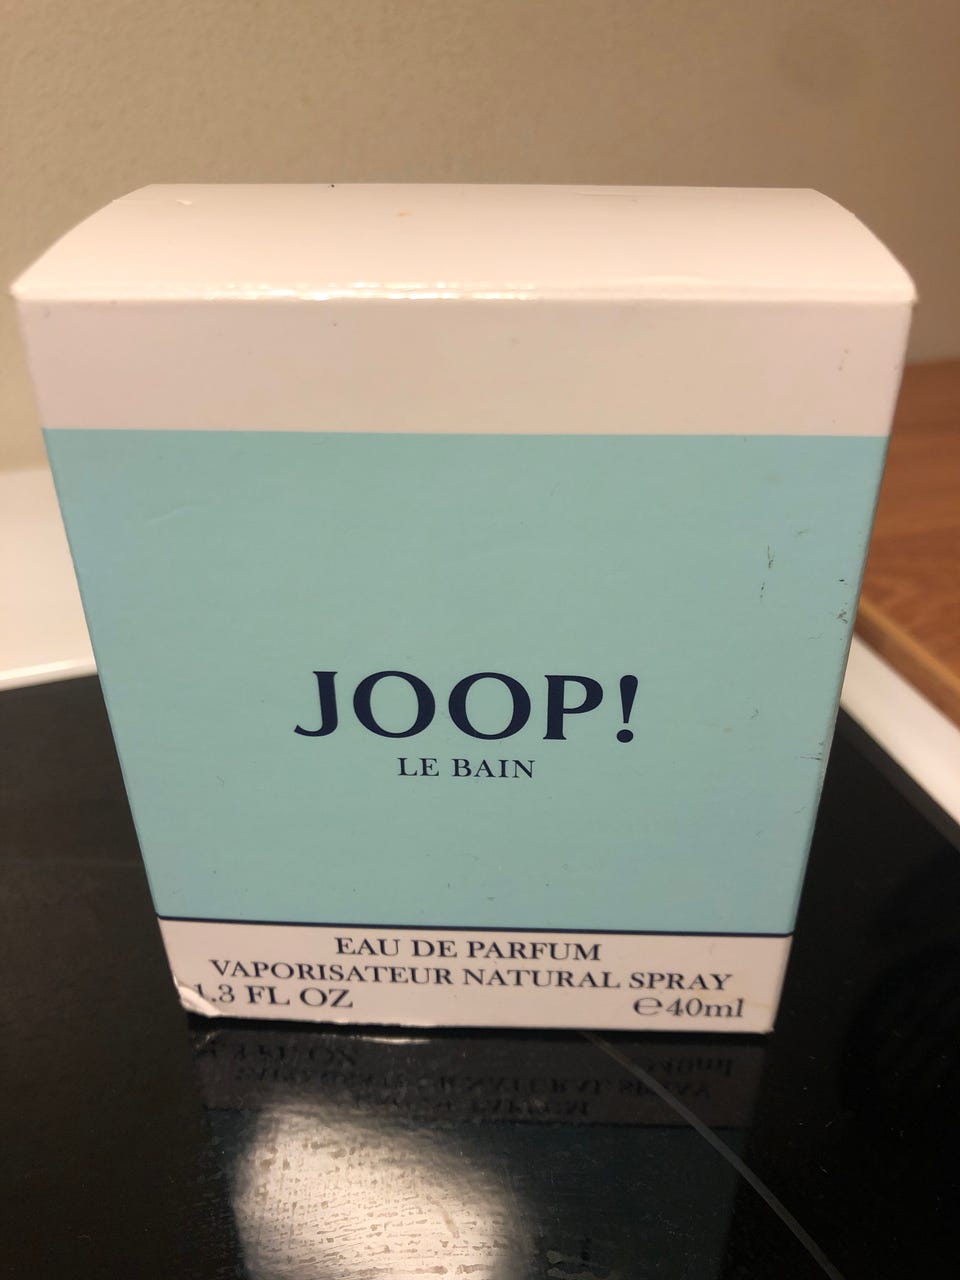 JOOP!
LE BAIN
EAU DE PARFUM
VAPORISATEUR NATURAL SPRAY
1.3 FL OZ ℮40ml